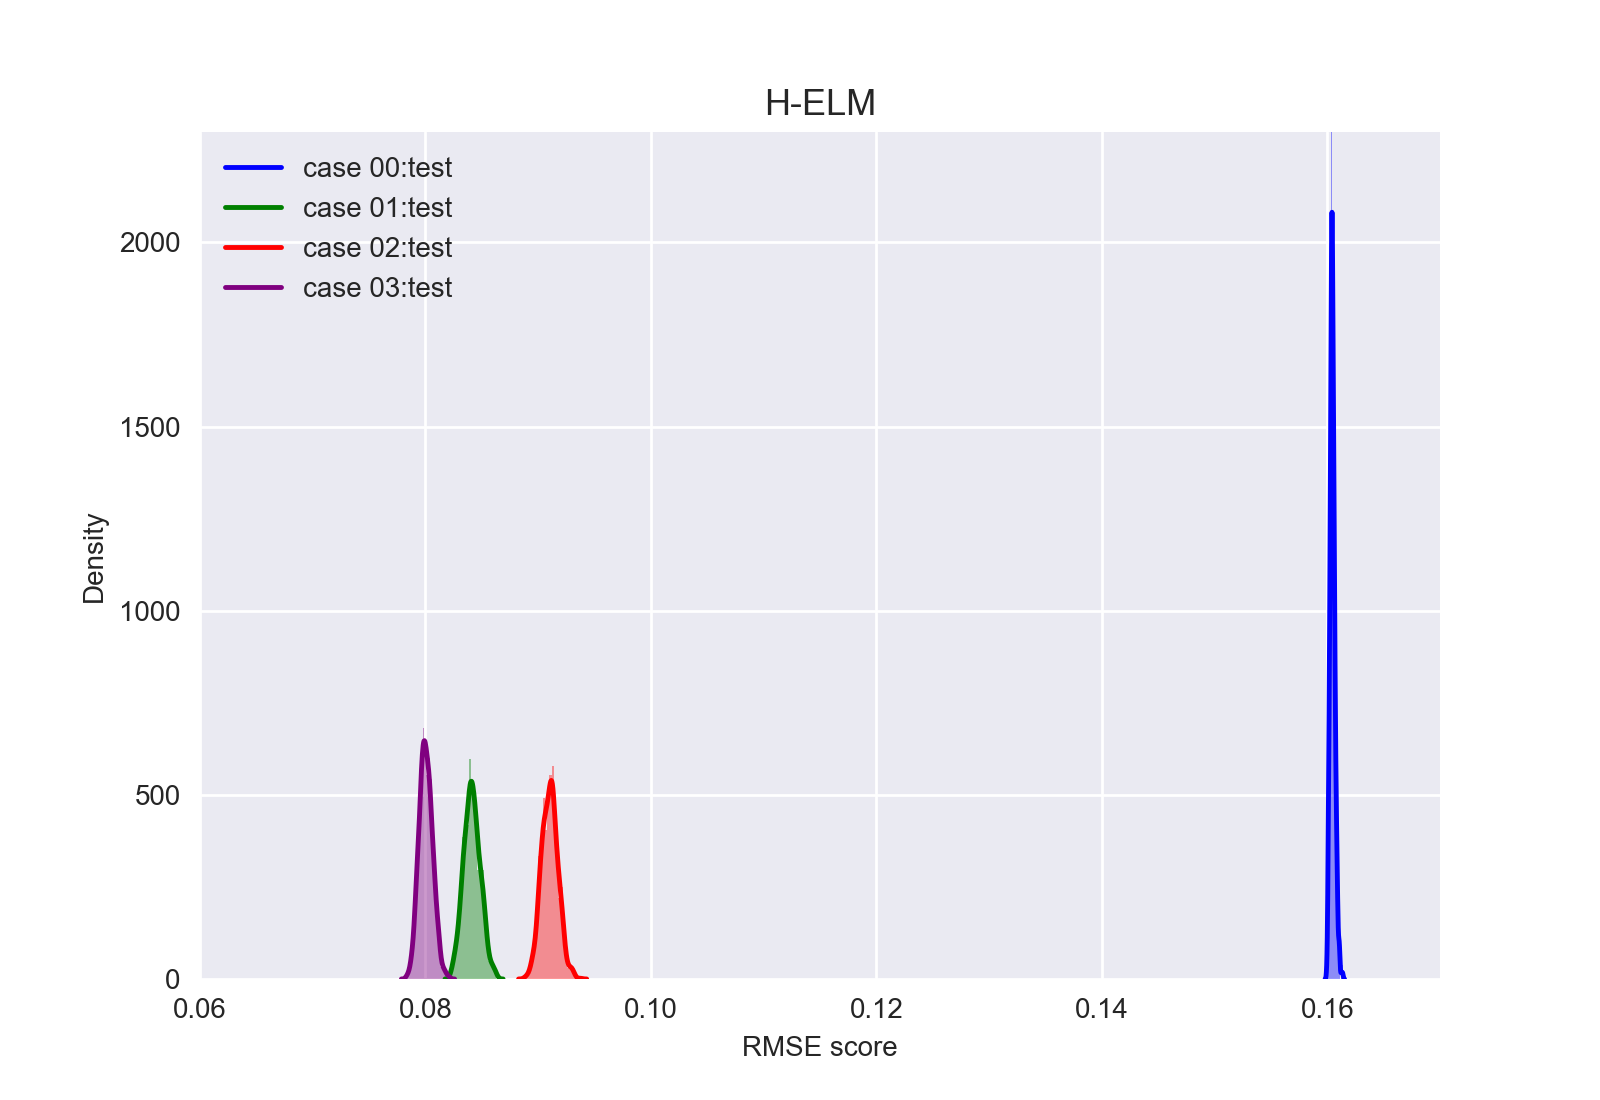 H-ELM
case 00:test
case 01:test
case 02:test
case 03:test
2000
1500
1000
500
0
Density
0.06 0.08 0.10 0.12 0.14 0.16
RMSE score